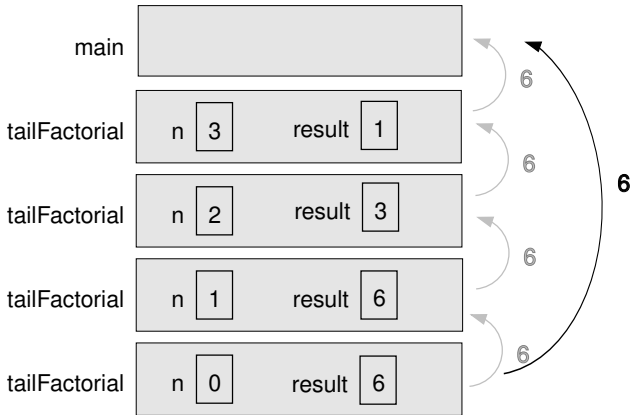 main
6
tailFactorial n 3 result 1
6
6
tailFactorial n 2 result 3
6
tailFactorial n 1 result 6
6
tailFactorial n 0 result 6